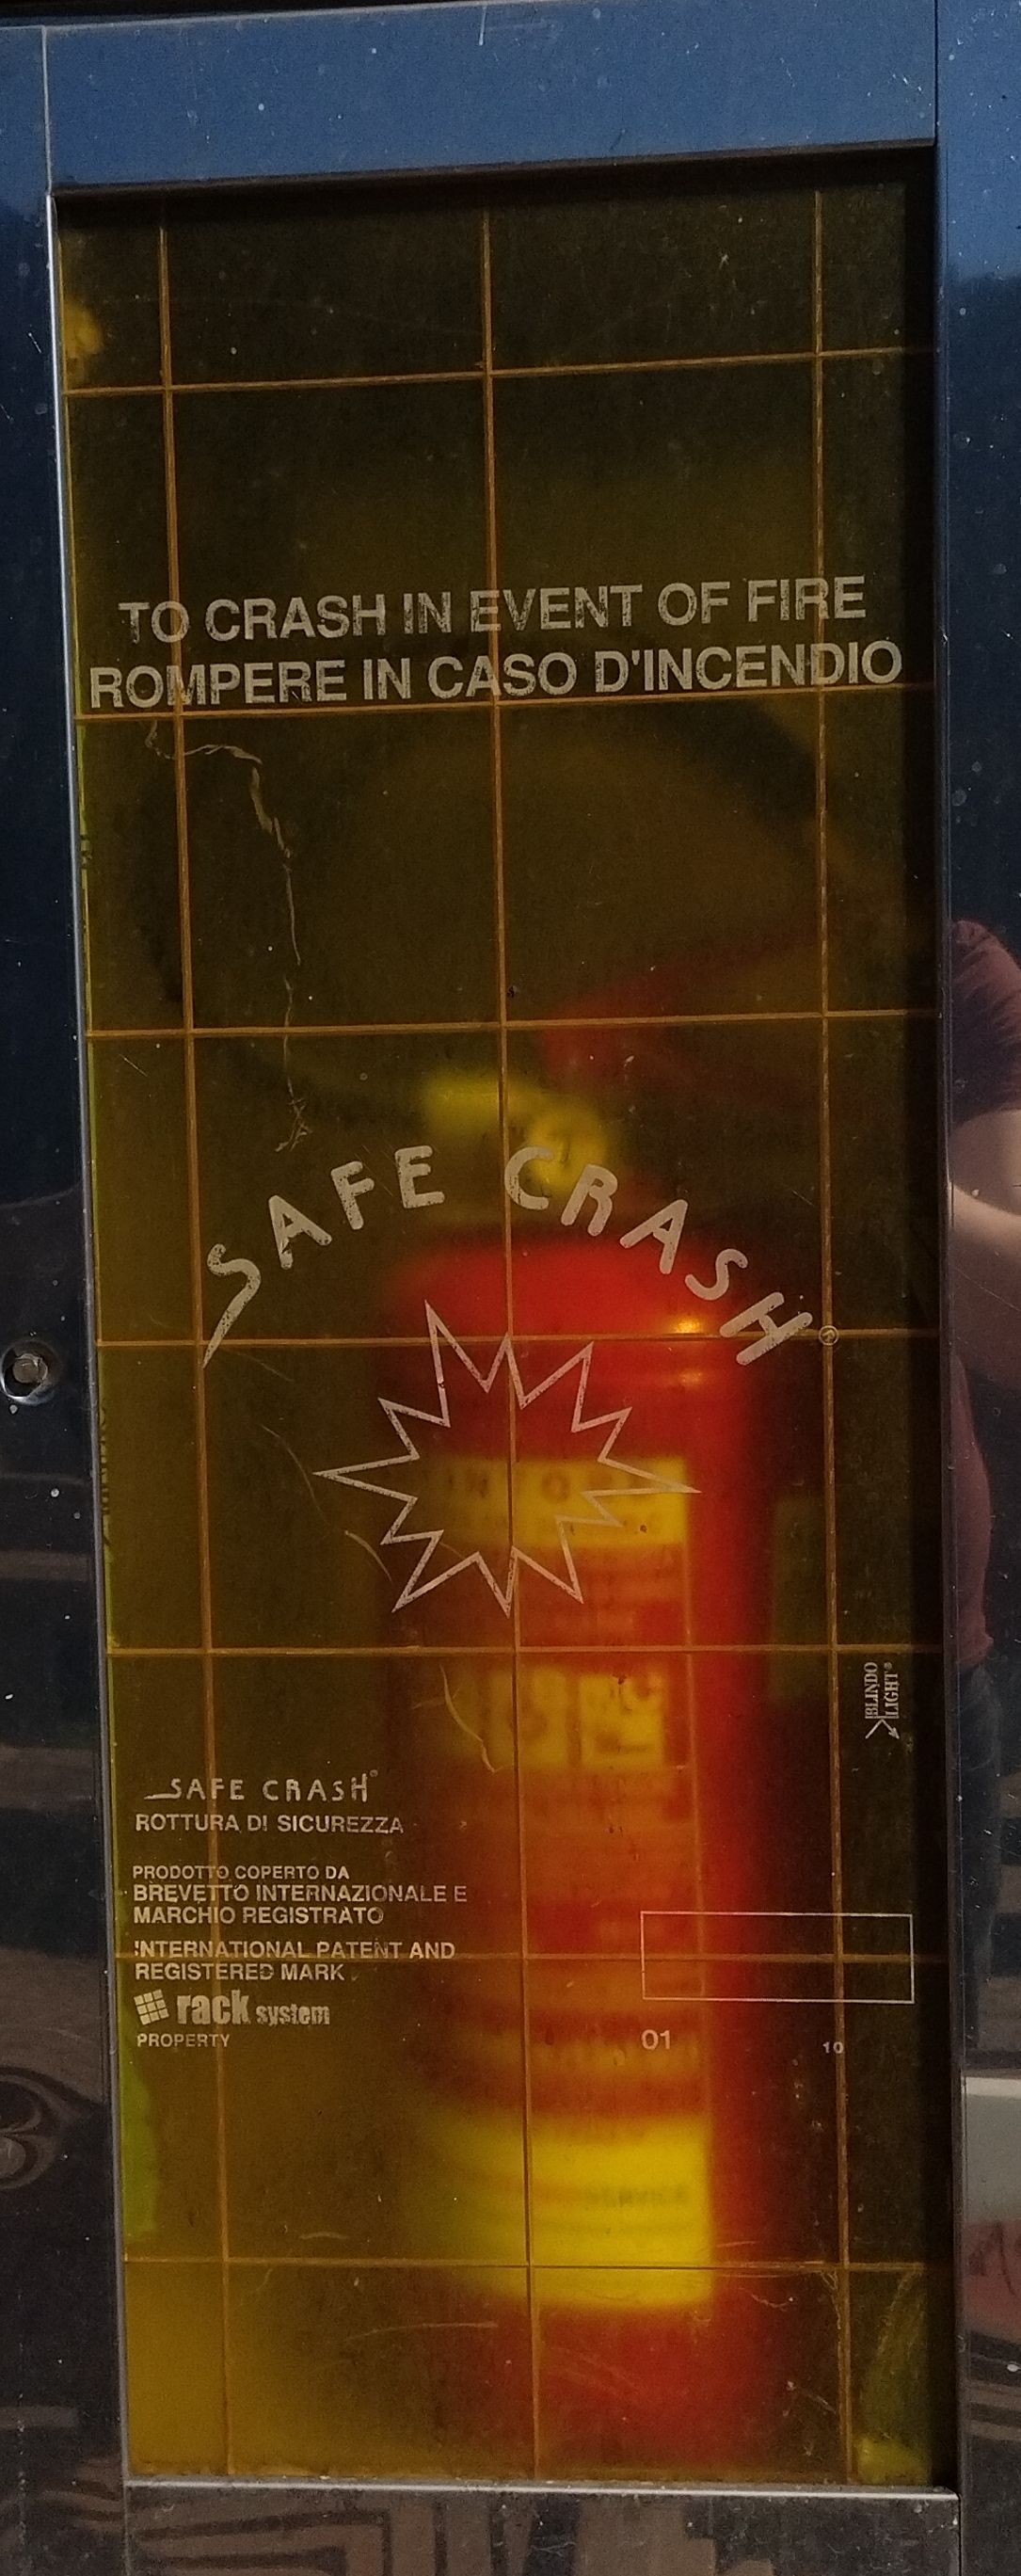 TO CRASH IN EVENT OF FIRE
ROMPERE IN CASO D'INCENDIO
SAFE CRASH
BLINDO
LIGHT®
SAFE CRASH®
ROTTURA DI SICUREZZA
PRODOTTO COPERTO DA
BREVETTO INTERNAZIONALE E
MARCHIO REGISTRATO
INTERNATIONAL PATENT AND
REGISTERED MARK
rack system
PROPERTY
01
10
SERVICE